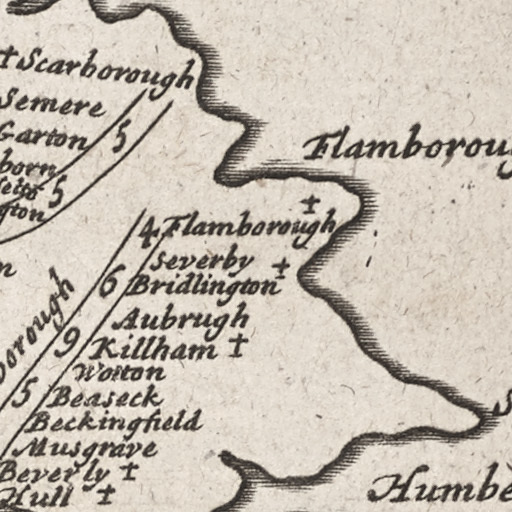 Scarborough
Semere
Garton
5
born
5
gton
Flamborou
4 Flamborough
Severby
6 Bridlington
Aubrugh
borough
9 Killham
Wotton
5 Beaseck
Beckingfield
Musgrave
Beverly
Hull
S
Humbe